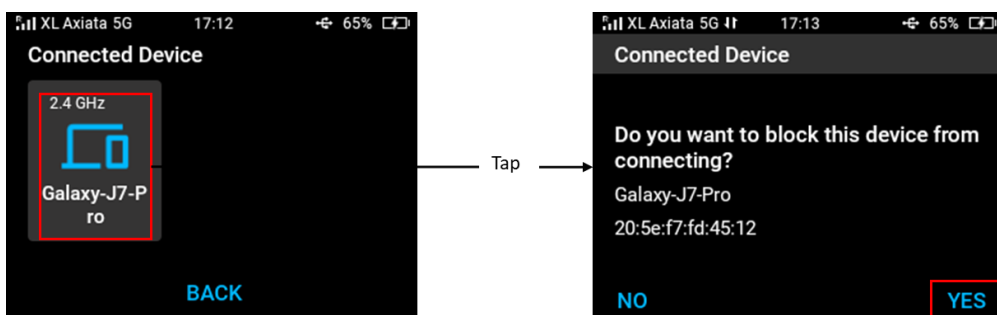 R XL Axiata 5G 17:12 65%
Connected Device
2.4 GHz
Galaxy-J7-P
ro
BACK
Tap
R XL Axiata 5G 17:13 65%
Connected Device
Do you want to block this device from
connecting?
Galaxy-J7-Pro
20:5e:f7:fd:45:12
NO YES